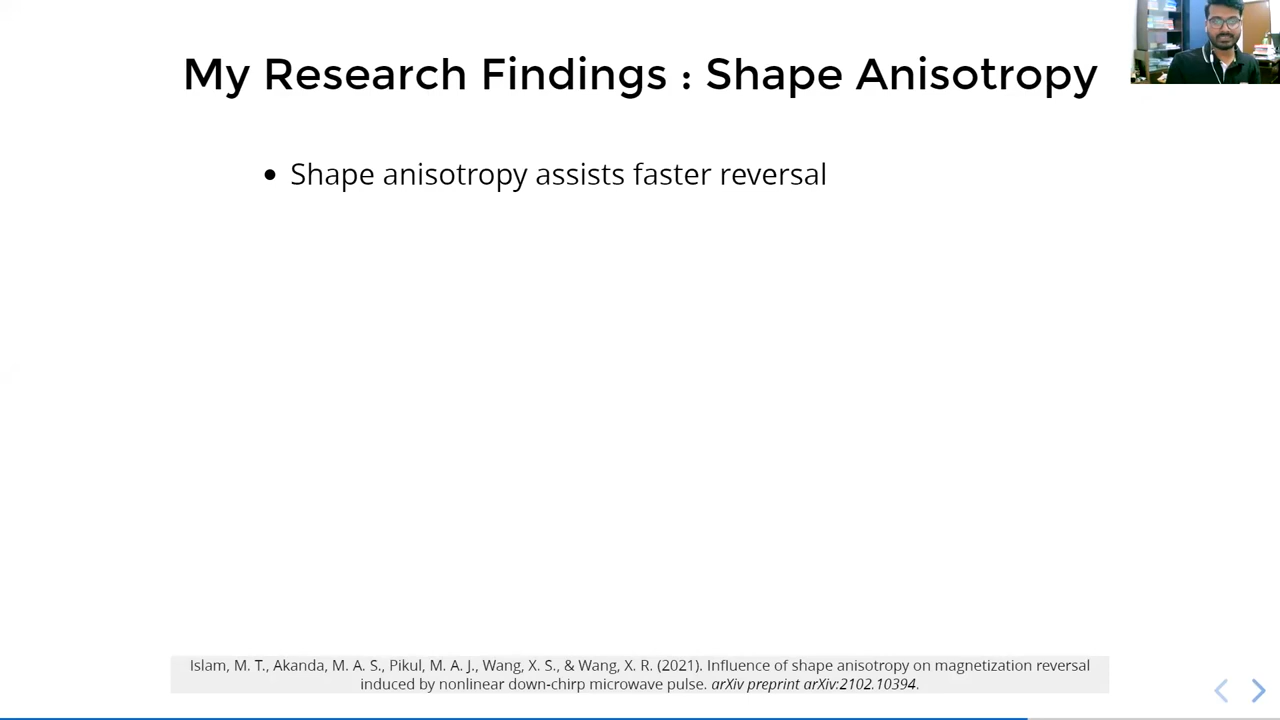 My Research Findings : Shape Anisotropy
• Shape anisotropy assists faster reversal
Islam, M. T., Akanda, M. A. S., Pikul, M. A. J., Wang, X. S., & Wang, X. R. (2021). Influence of shape anisotropy on magnetization reversal
induced by nonlinear down-chirp microwave pulse. arXiv preprint arXiv:2102.10394.